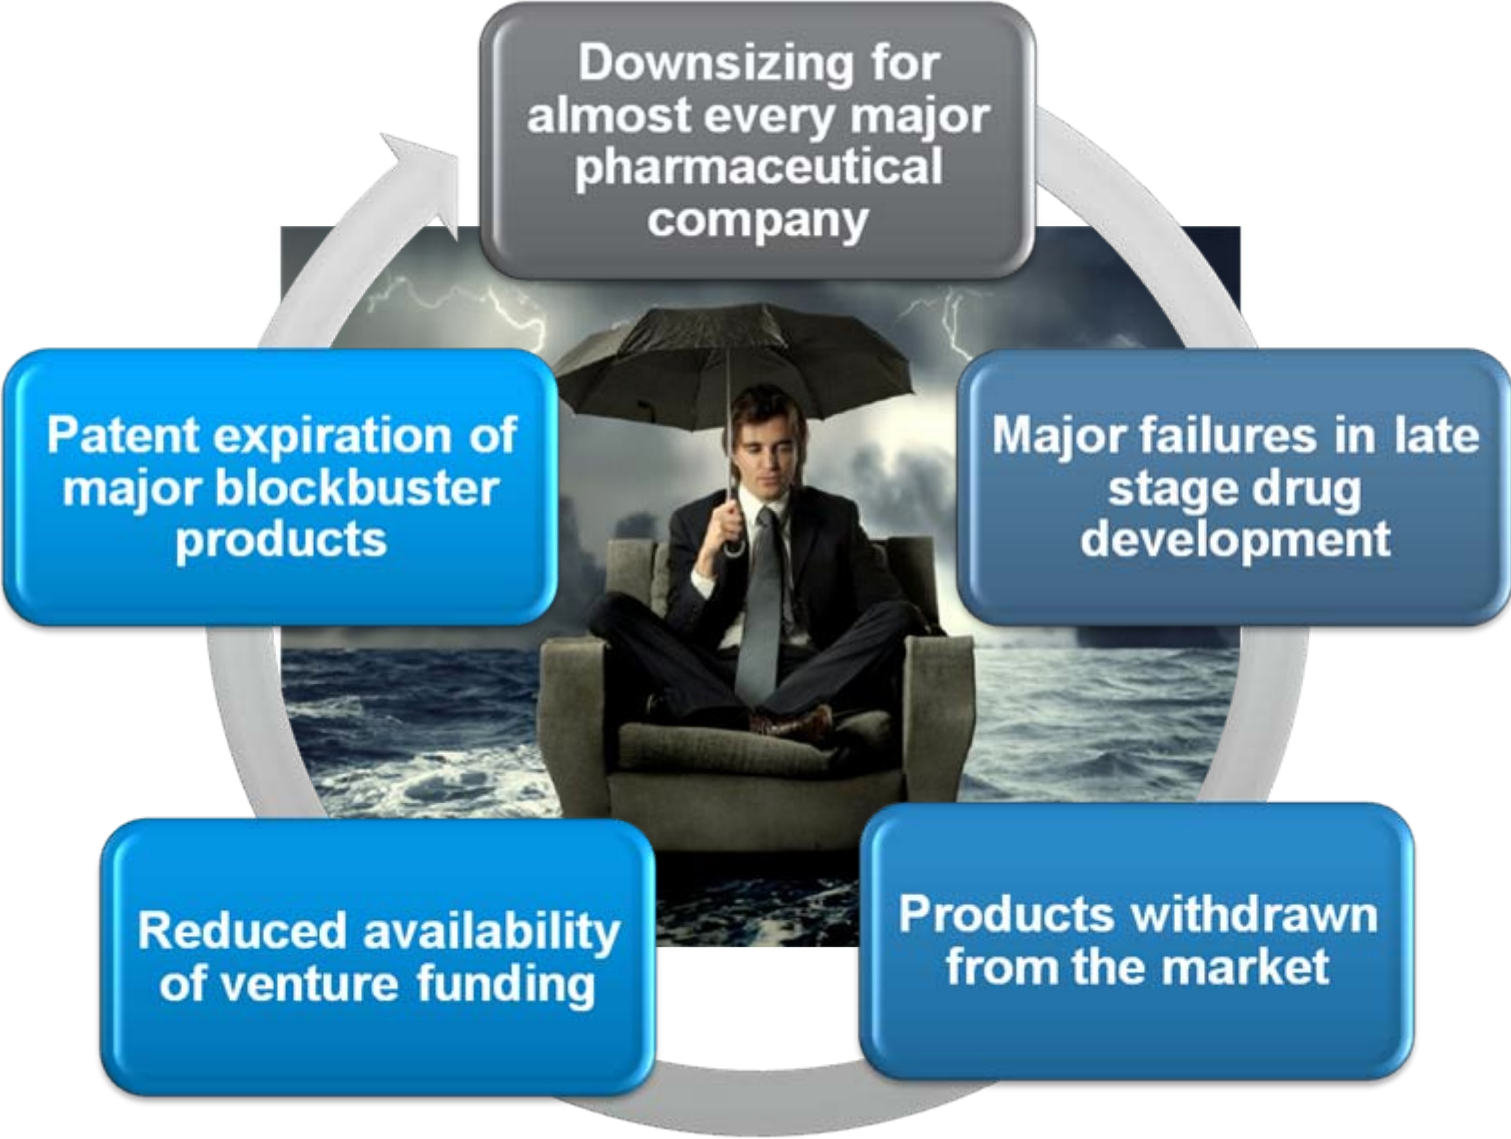 Downsizing for
almost every major
pharmaceutical
company
Major failures in late
stage drug
development
Products withdrawn
from the market
Reduced availability
of venture funding
Patent expiration of
major blockbuster
products